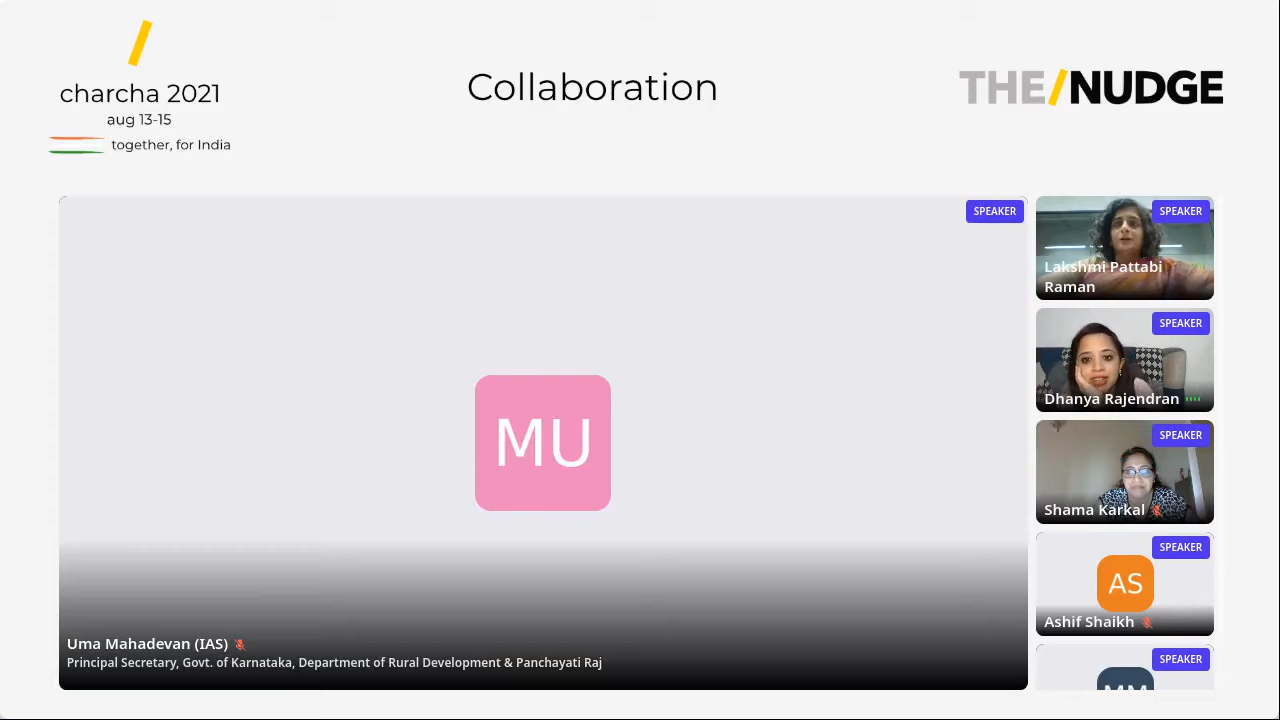 charcha 2021
aug 13-15
together, for India
Collaboration
THE/NUDGE
SPEAKER
MU
Uma Mahadevan (IAS)
Principal Secretary, Govt. of Karnataka, Department of Rural Development & Panchayati Raj
SPEAKER
Lakshmi Pattabi
Raman
SPEAKER
Dhanya Rajendran
SPEAKER
Shama Karkal
SPEAKER
AS
Ashif Shaikh
SPEAKER
MM